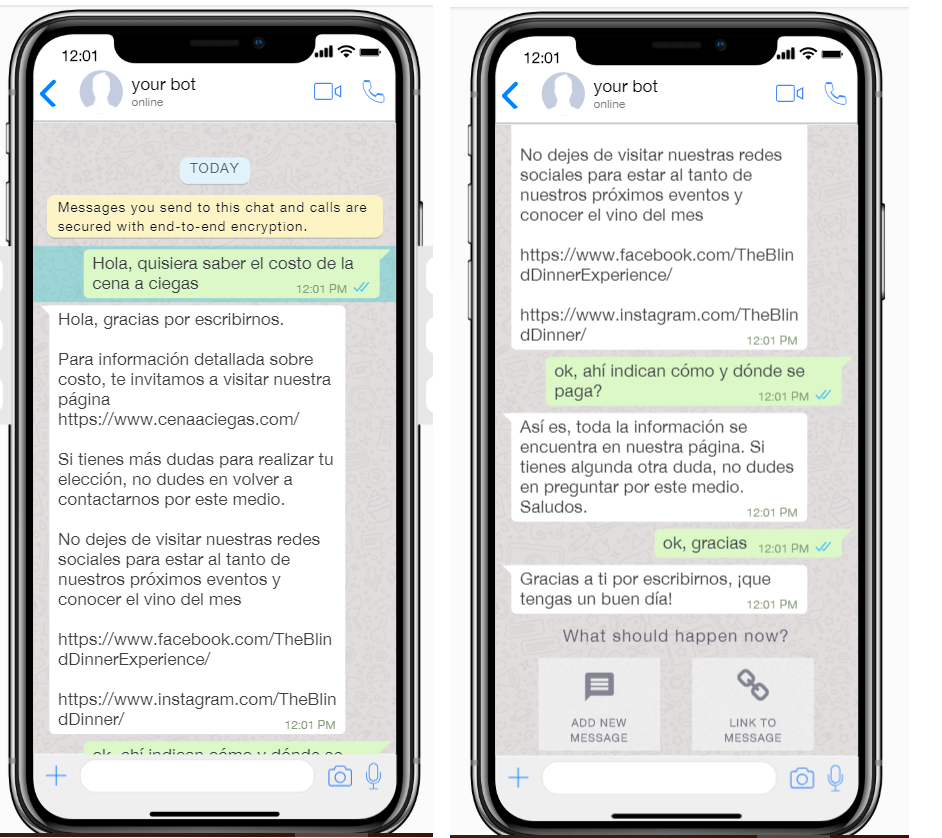 12:01
your bot
online
TODAY
Messages you send to this chat and calls are
secured with end-to-end encryption.
Hola, quisiera saber el costo de la
cena a ciegas
12:01 PM
Hola, gracias por escribirnos.
Para información detallada sobre
costo, te invitamos a visitar nuestra
página
https://www.cenaaciegas.com/
Si tienes más dudas para realizar tu
elección, no dudes en volver a
contactarnos por este medio.
No dejes de visitar nuestras redes
sociales para estar al tanto de
nuestros próximos eventos y
conocer el vino del mes
https://www.facebook.com/TheBlin
dDinnerExperience/
https://www.instagram.com/TheBlin
dDinner/
12:01 PM
ok, ahí indican cómo y dónde se
12:01
your bot
online
No dejes de visitar nuestras redes
sociales para estar al tanto de
nuestros próximos eventos y
conocer el vino del mes
https://www.facebook.com/TheBlin
dDinnerExperience/
https://www.instagram.com/TheBlin
dDinner/
12:01 PM
ok, ahí indican cómo y dónde se
paga?
12:01 PM
Así es, toda la información se
encuentra en nuestra página. Si
tienes algunda otra duda, no dudes
en preguntar por este medio.
Saludos.
12:01 PM
ok, gracias
12:01 PM
Gracias a ti por escribirnos, ¡que
tengas un buen día!
12:01 PM
What should happen now?
ADD NEW
MESSAGE
LINK TO
MESSAGE